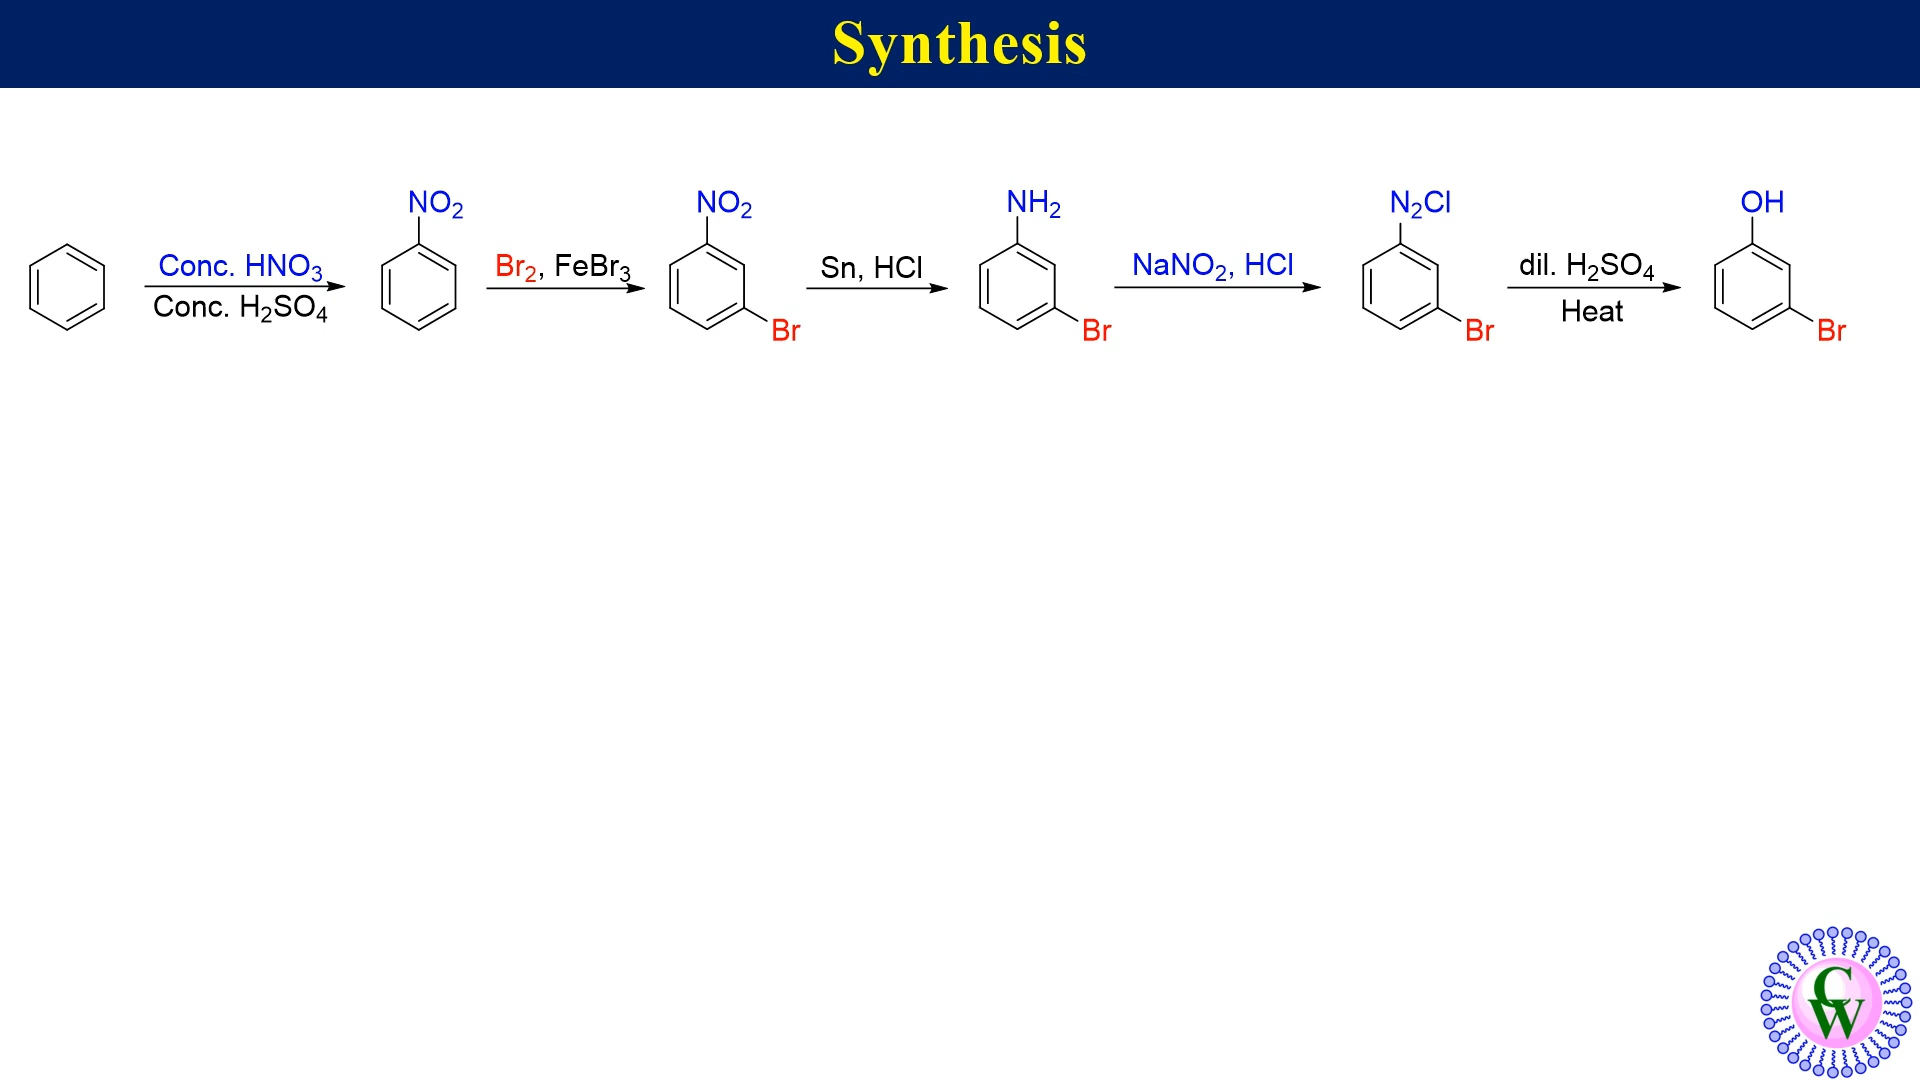 Synthesis
Conc. HNO3
Conc. H2SO4
NO2
Br2, FeBr3
NO2
Br
Sn, HCl
NH2
Br
NaNO2, HCl
N2Cl
Br
dil. H2SO4
Heat
OH
Br
CW